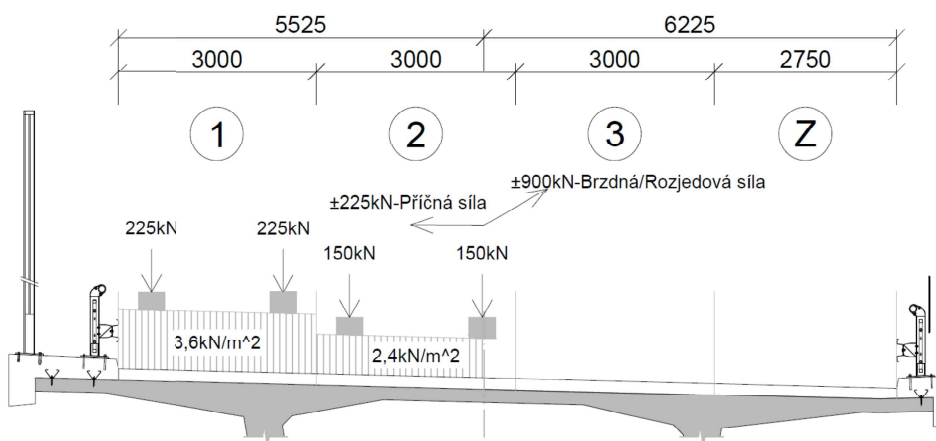 5525 6225
3000 3000 3000 2750
1 2 3 Z
±900kN-Brzdná/Rozjedová síla
±225kN-Příčná síla
225kN 225kN
150kN 150kN
3,6kN/m^2
2,4kN/m^2